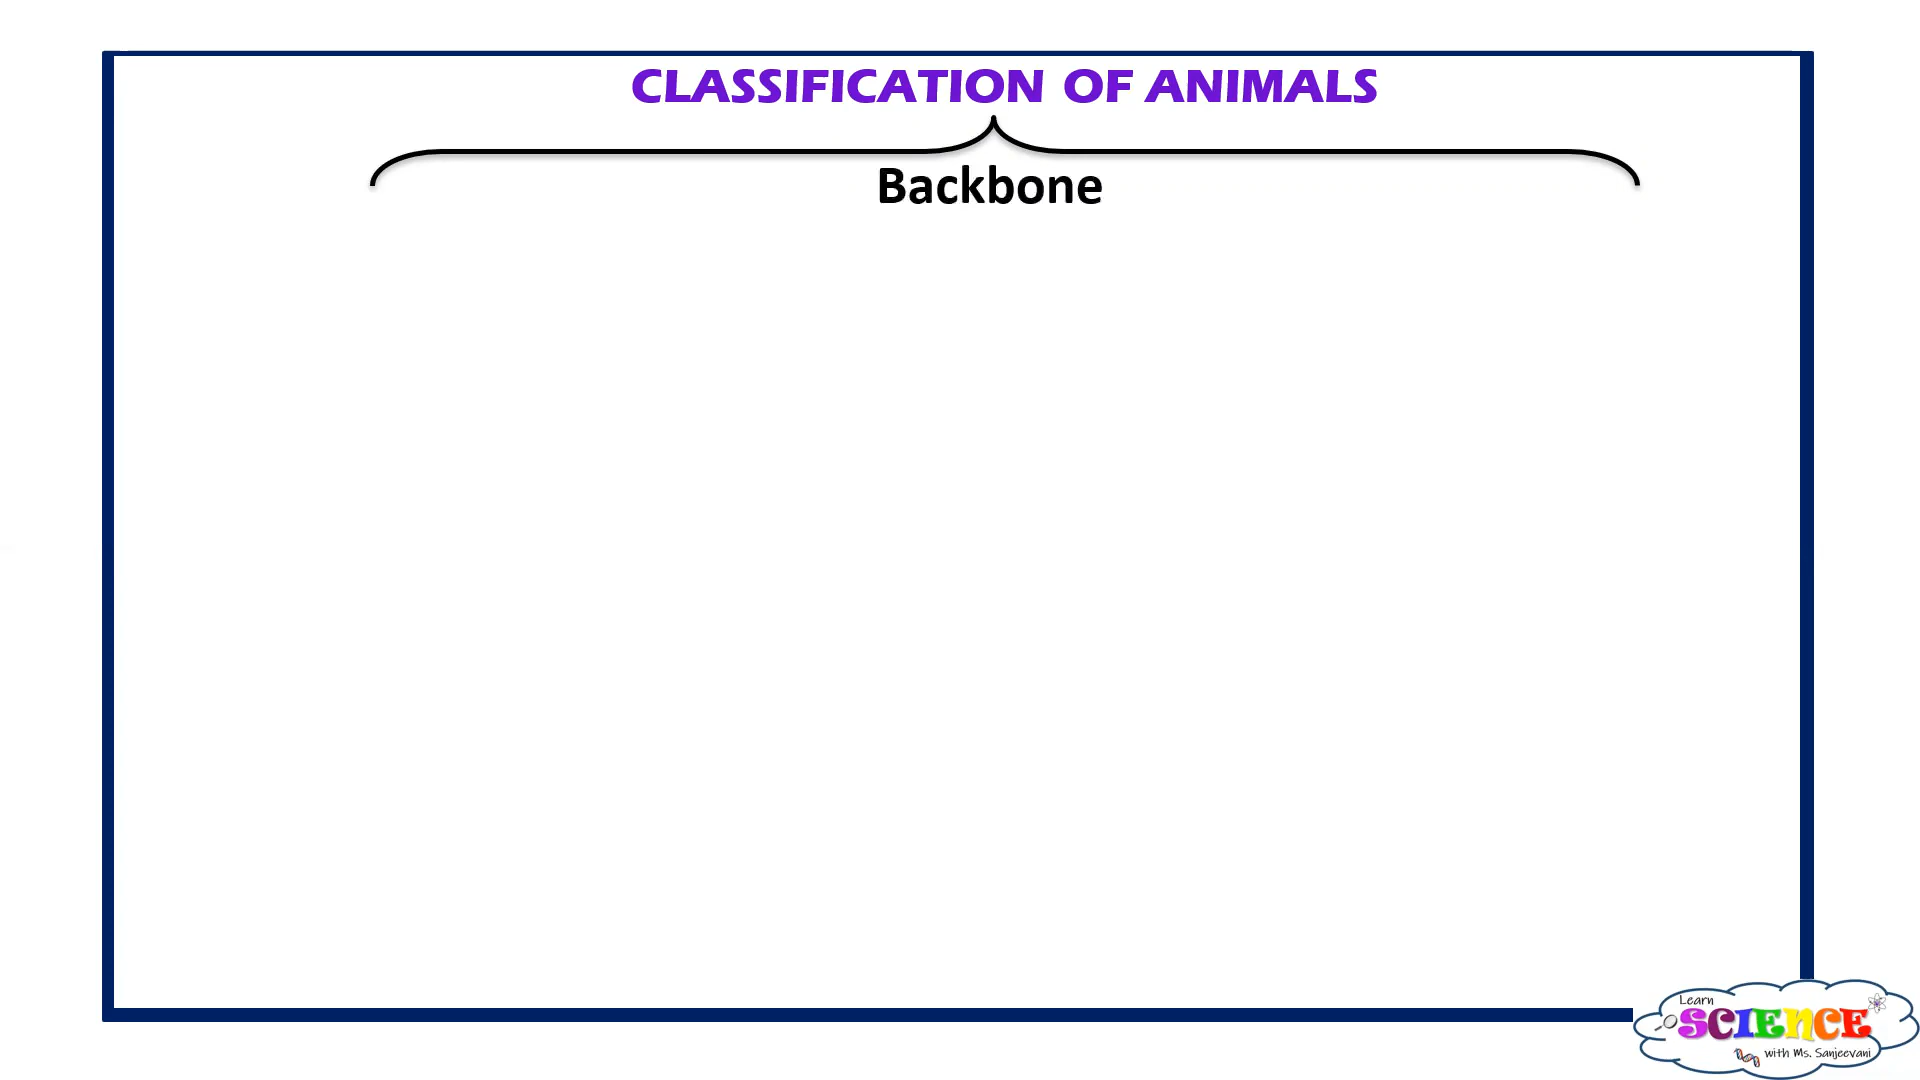 CLASSIFICATION OF ANIMALS
Backbone
Learn
SCIENCE
with Ms. Sanjeevani